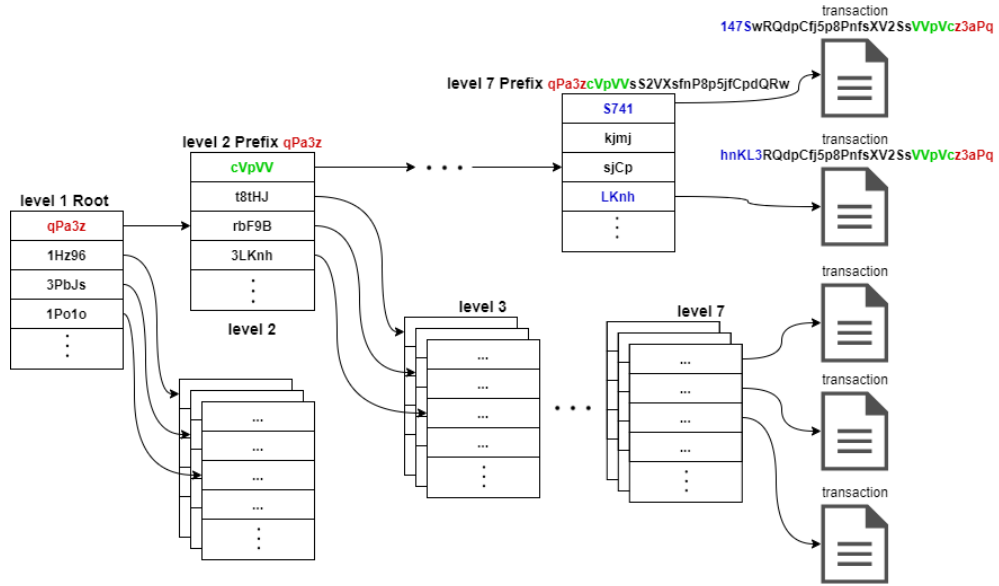 transaction
147SwRQdpCfj5p8PnfsXV2SsVVpVcz3aPq
level 7 Prefix qPa3zcVpVVsS2VXsfnP8p5jfCpdQRw
S741
kjmj
sjCp
LKnh
transaction
hnKL3RQdpCfj5p8PnfsXV2SsVVpVcz3aPq
level 2 Prefix qPa3z
cVpVV
t8tHJ
rbF9B
3LKnh
level 1 Root
qPa3z
1Hz96
3PbJs
1Po1o
level 2
...
...
...
...
level 3
...
...
...
...
level 7
...
...
...
...
transaction
transaction
transaction